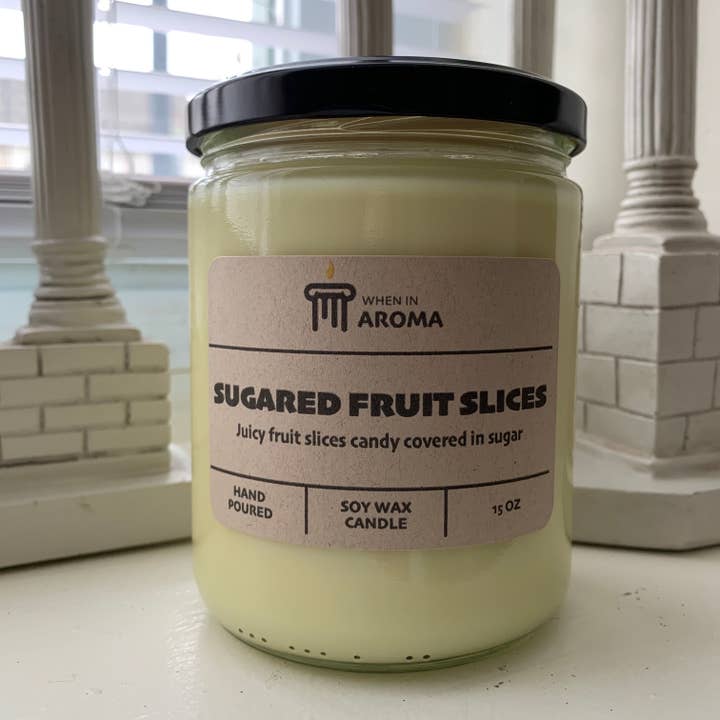 WHEN IN
AROMA
SUGARED FRUIT SLICES
Juicy fruit slices candy covered in sugar
HAND
POURED
SOY WAX
CANDLE
15 OZ